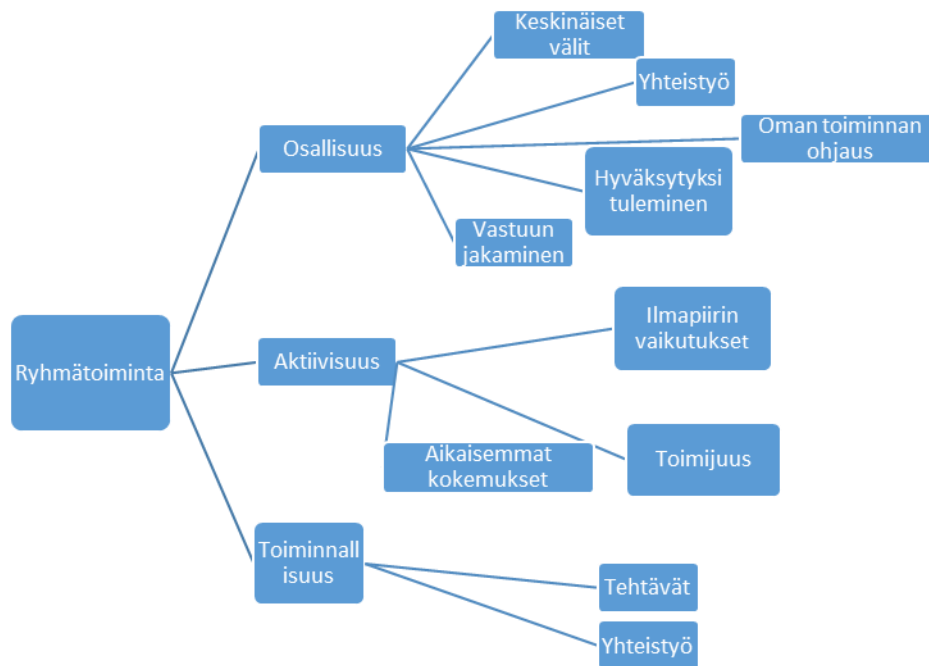 Keskinäiset
välit
Yhteistyö
Oman toiminnan
ohjaus
Osallisuus
Hyväksytyksi
tuleminen
Vastuun
jakaminen
Ilmapiirin
vaikutukset
Ryhmätoiminta
Aktiivisuus
Aikaisemmat
kokemukset
Toimijuus
Toiminnall
isuus
Tehtävät
Yhteistyö